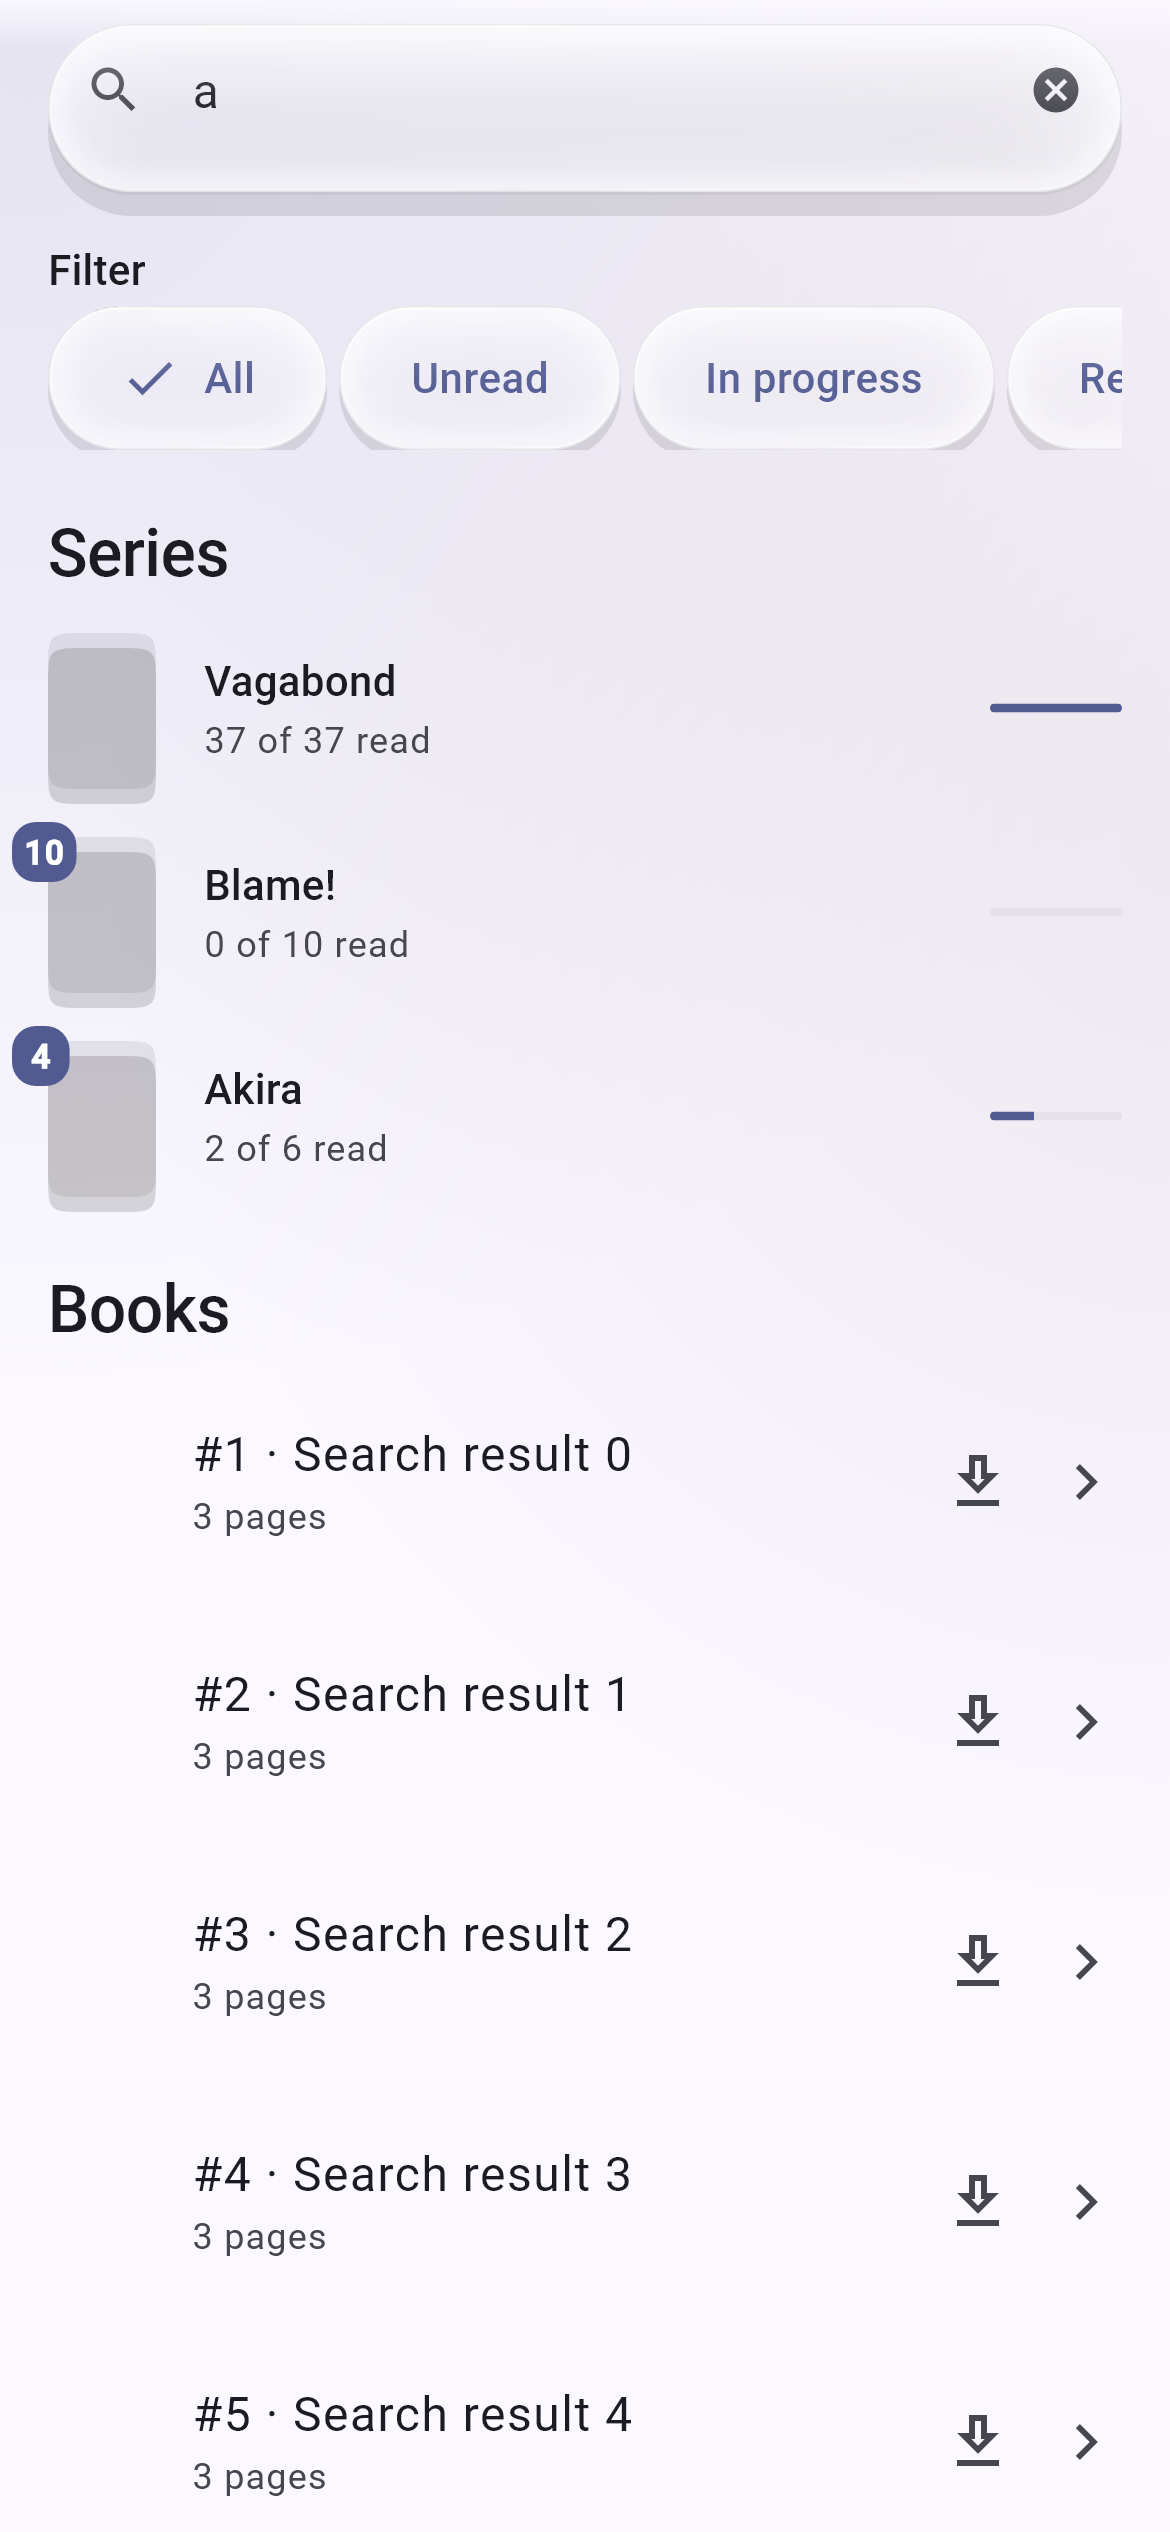 a
Filter
All
Unread
In progress
Re
Series
Vagabond
37 of 37 read
10
Blame!
0 of 10 read
4
Akira
2 of 6 read
Books
#1 · Search result 0
3 pages
#2 · Search result 1
3 pages
#3 · Search result 2
3 pages
#4 · Search result 3
3 pages
#5 · Search result 4
3 pages